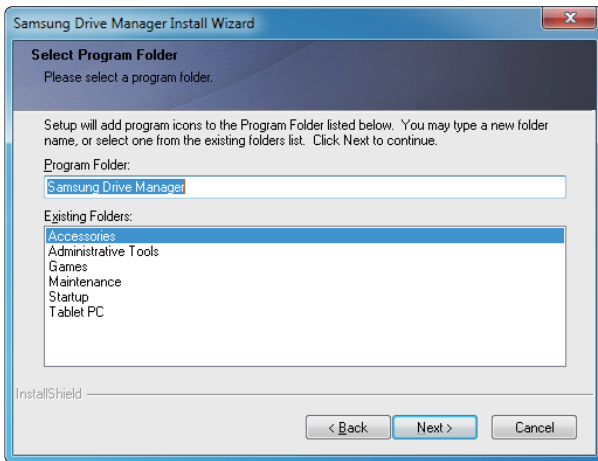 Samsung Drive Manager Install Wizard
Select Program Folder
Please select a program folder.
Setup will add program icons to the Program Folder listed below. You may type a new folder
name, or select one from the existing folders list. Click Next to continue.
Program Folder:
Samsung Drive Manager
Existing Folders:
Accessories
Administrative Tools
Games
Maintenance
Startup
Tablet PC
InstallShield
< Back Next > Cancel